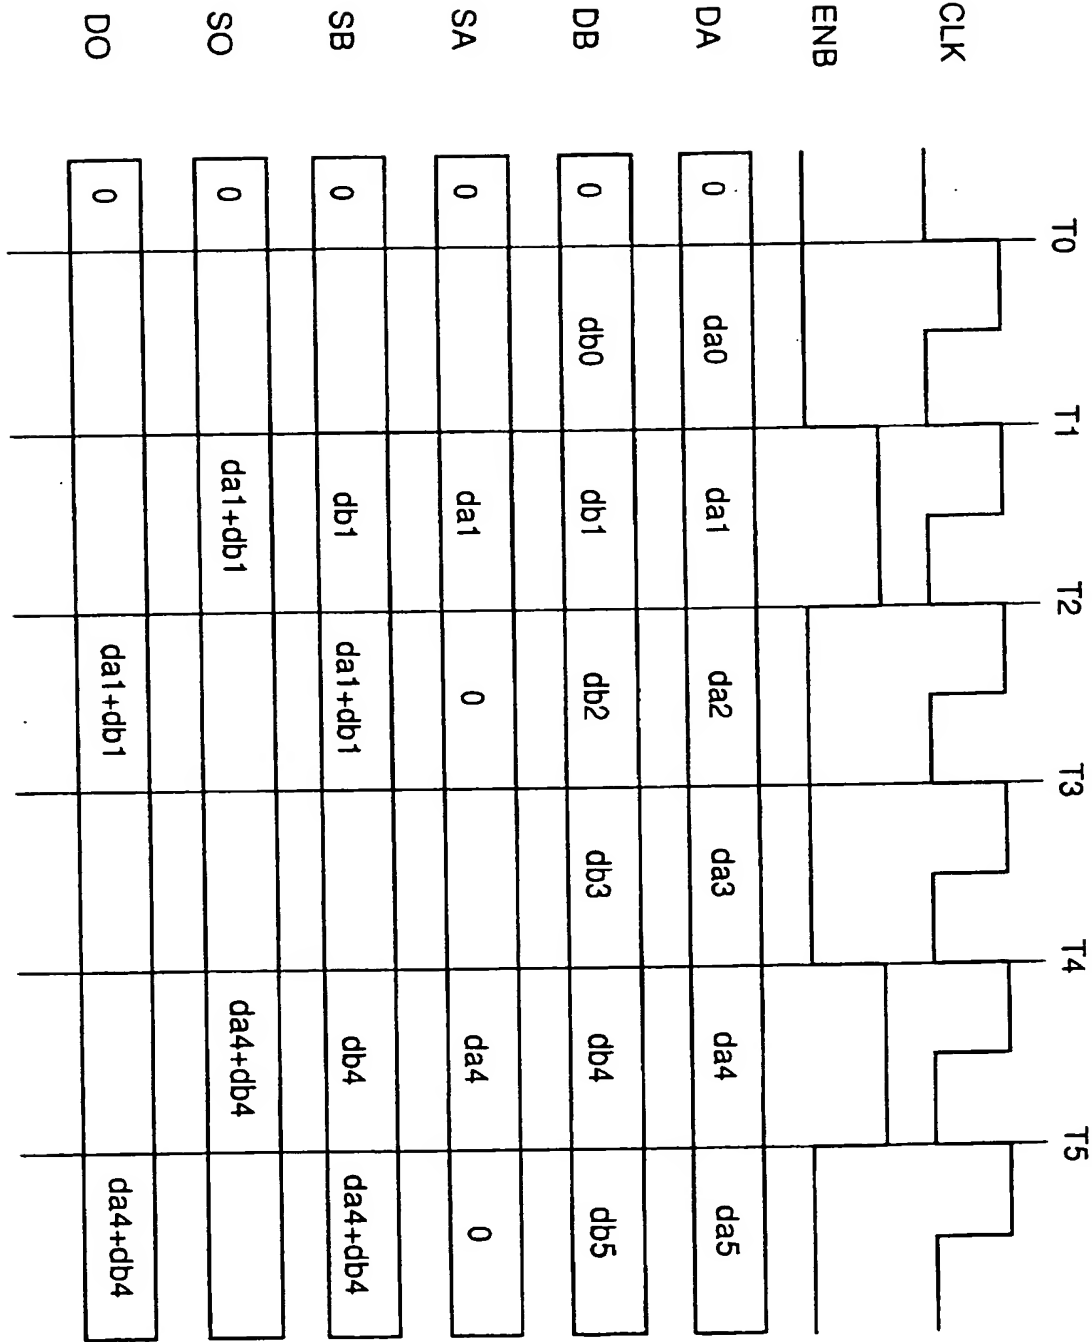 T0 T1 T2 T3 T4 T5
CLK
ENB
DA 0 da0 da1 da2 da3 da4 da5
DB 0 db0 db1 db2 db3 db4 db5
SA 0 da1 0 da4 0
SB 0 db1 da1+db1 db4 da4+db4
SO 0 da1+db1 da4+db4
DO 0 da1+db1 da4+db4